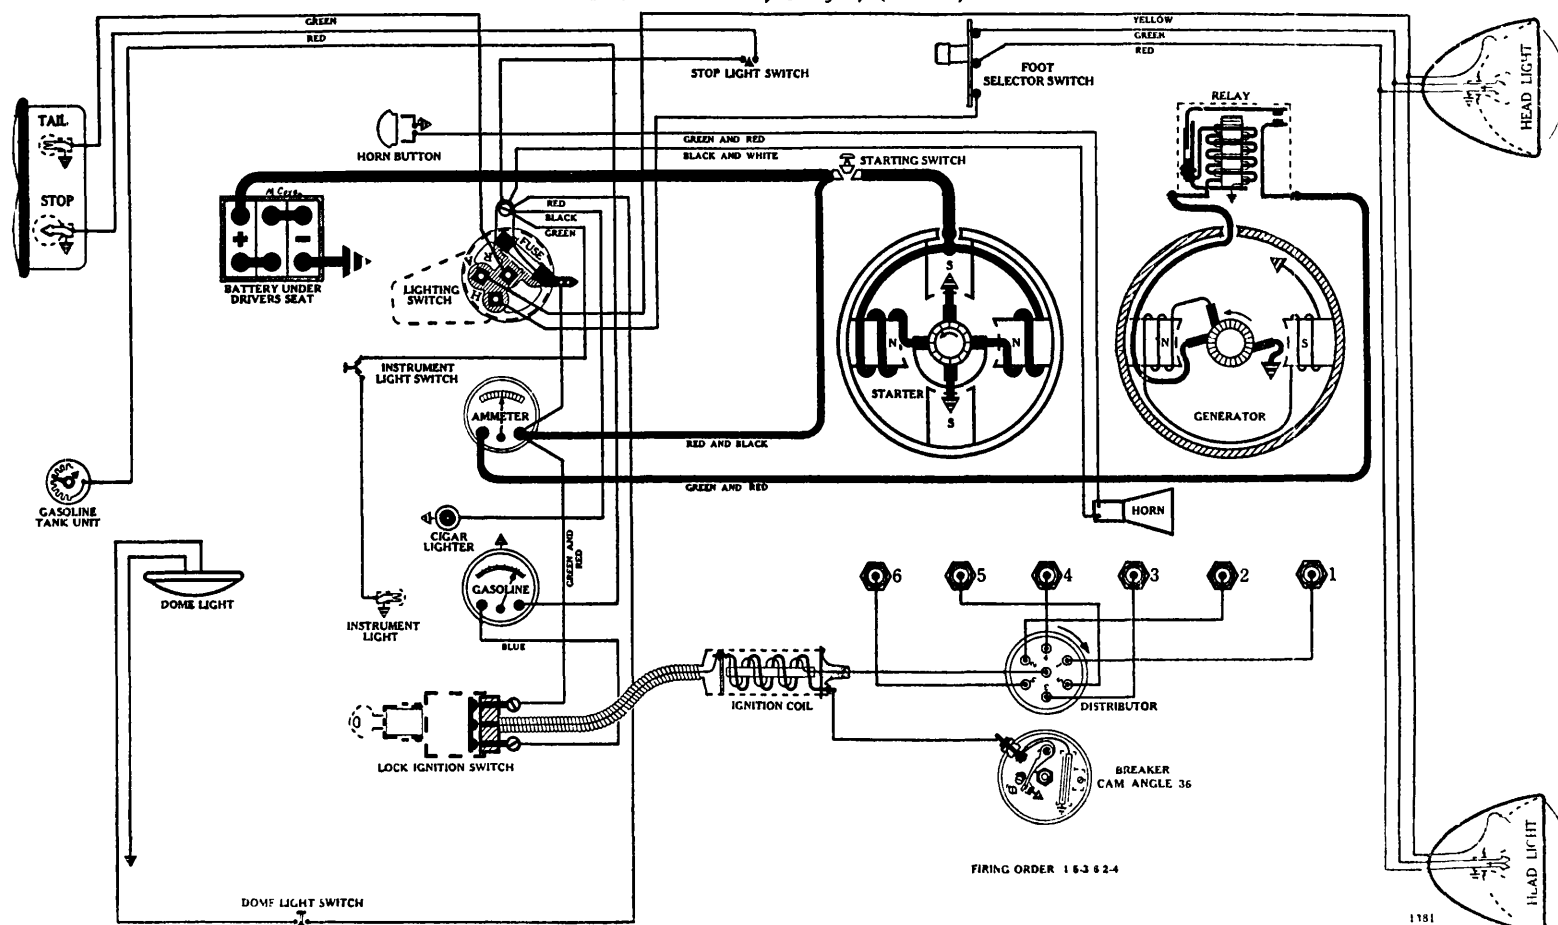 GREEN
RED
YELLOW
GREEN
RED
STOP LIGHT SWITCH
FOOT
SELECTOR SWITCH
HEAD LIGHT
TAIL
RELAY
HORN BUTTON
GREEN AND RED
BLACK AND WHITE
STARTING SWITCH
STOP
RED
BLACK
GREEN
+
-
FUSE
R
T
H
S
BATTERY UNDER
DRIVERS SEAT
LIGHTING
SWITCH
N
N
N
S
INSTRUMENT
LIGHT SWITCH
STARTER
AMMETER
GENERATOR
S
RED AND BLACK
GREEN AND RED
GASOLINE
TANK UNIT
HORN
CIGAR
LIGHTER
GREEN AND
RED
6
5
4
3
2
1
GASOLINE
DOME LIGHT
INSTRUMENT
LIGHT
BLUE
IGNITION COIL
DISTRIBUTOR
LOCK IGNITION SWITCH
BREAKER
CAM ANGLE 36
HEAD LIGHT
FIRING ORDER 1 5-3 6 2-4
DOME LIGHT SWITCH
1381